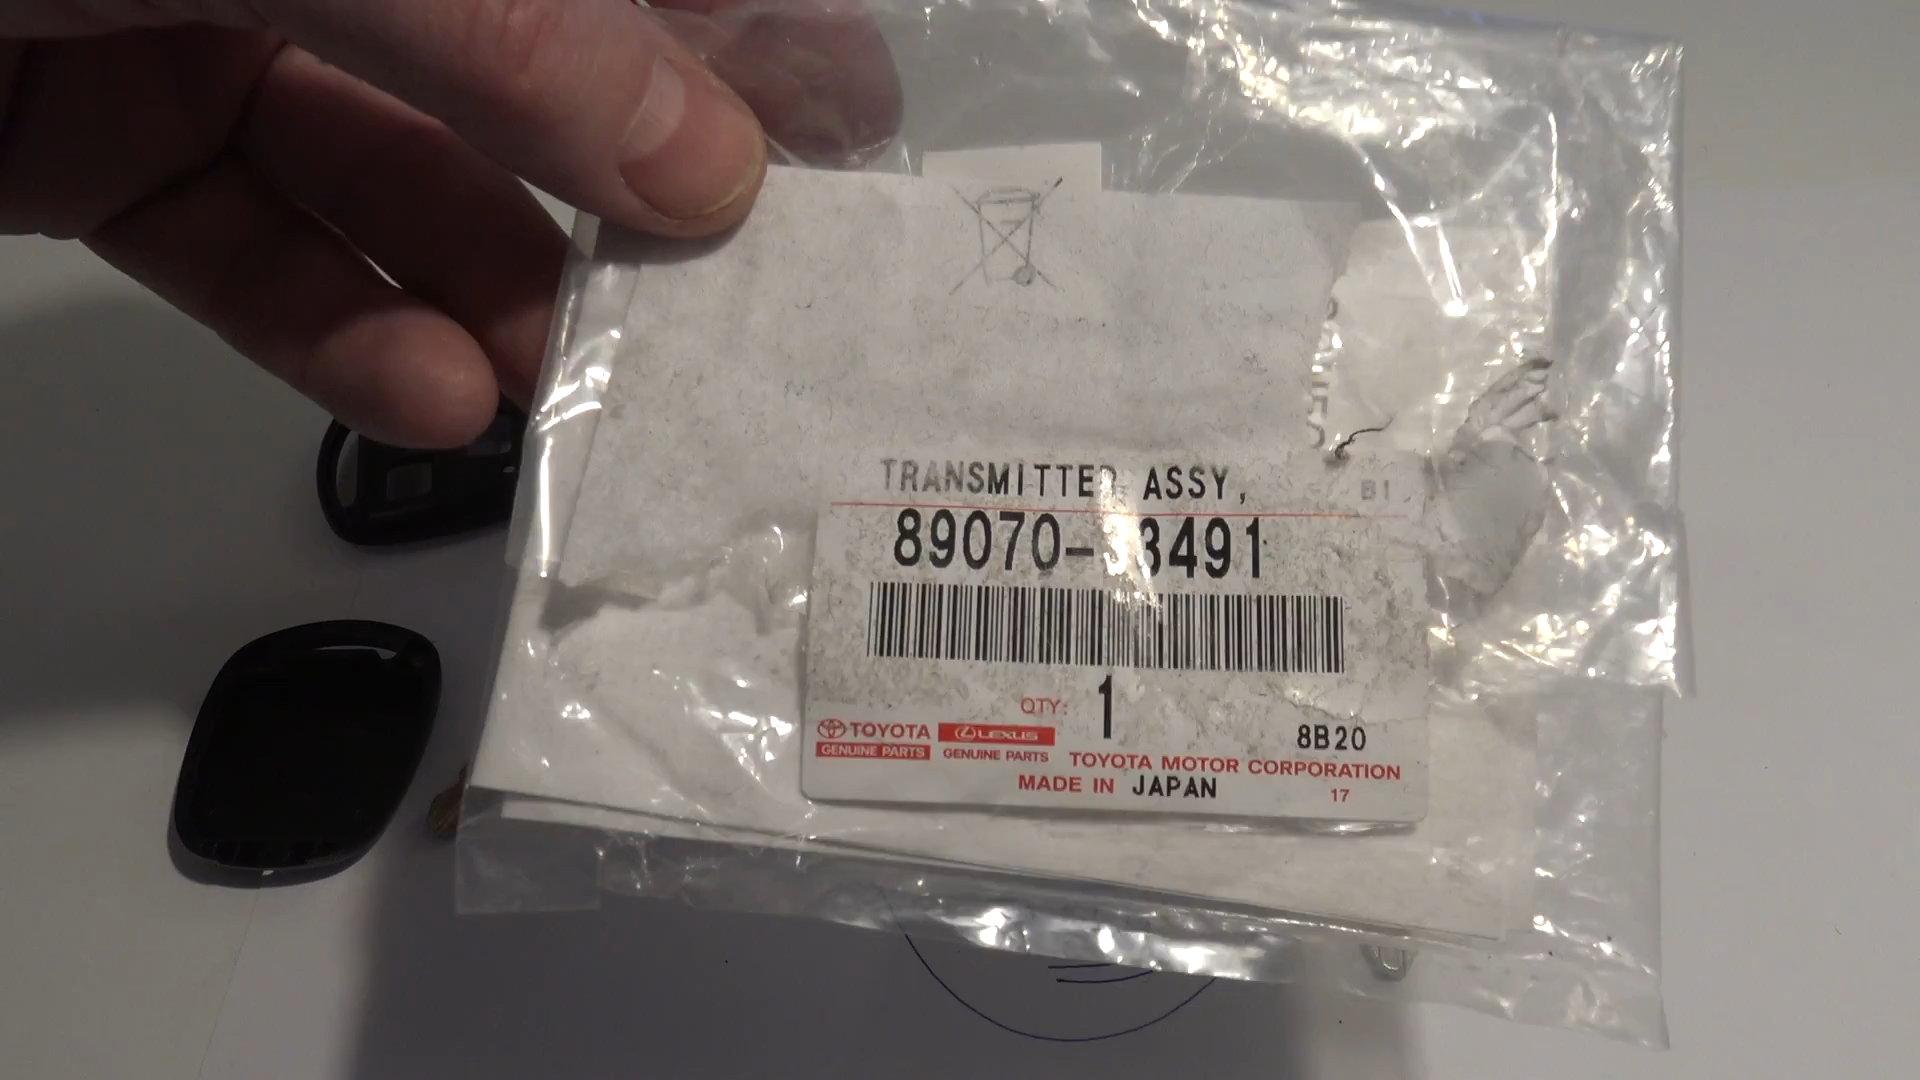 TRANSMITTER ASSY,
B1
89070-33491
QTY: 1
8B20
TOYOTA
GENUINE PARTS
LEXUS
GENUINE PARTS
TOYOTA MOTOR CORPORATION
MADE IN JAPAN
17